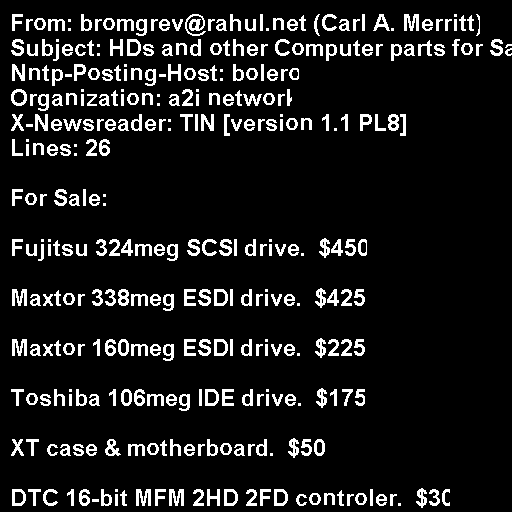 From: bromgrev@rahul.net (Carl A. Merritt)
Subject: HDs and other Computer parts for Sa
Nntp-Posting-Host: bolero
Organization: a2i network
X-Newsreader: TIN [version 1.1 PL8]
Lines: 26
For Sale:
Fujitsu 324meg SCSI drive.  $450
Maxtor 338meg ESDI drive.  $425
Maxtor 160meg ESDI drive.  $225
Toshiba 106meg IDE drive.  $175
XT case & motherboard.  $50
DTC 16-bit MFM 2HD 2FD controler.  $30